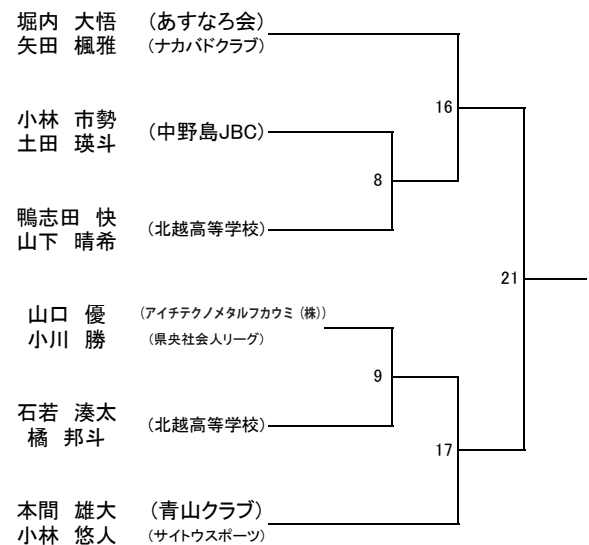 堀内　大悟　（あすなろ会）
矢田　楓雅　（ナカバドクラブ）
16
小林　市勢
土田　瑛斗
（中野島JBC）
8
鴨志田　快
山下　晴希
（北越高等学校）
21
山口　優　（アイチテクノメタルフカウミ（株））
小川　勝　（県央社会人リーグ）
9
石若　湊太
橘　邦斗
（北越高等学校）
17
本間　雄大　（青山クラブ）
小林　悠人　（サイトウスポーツ）